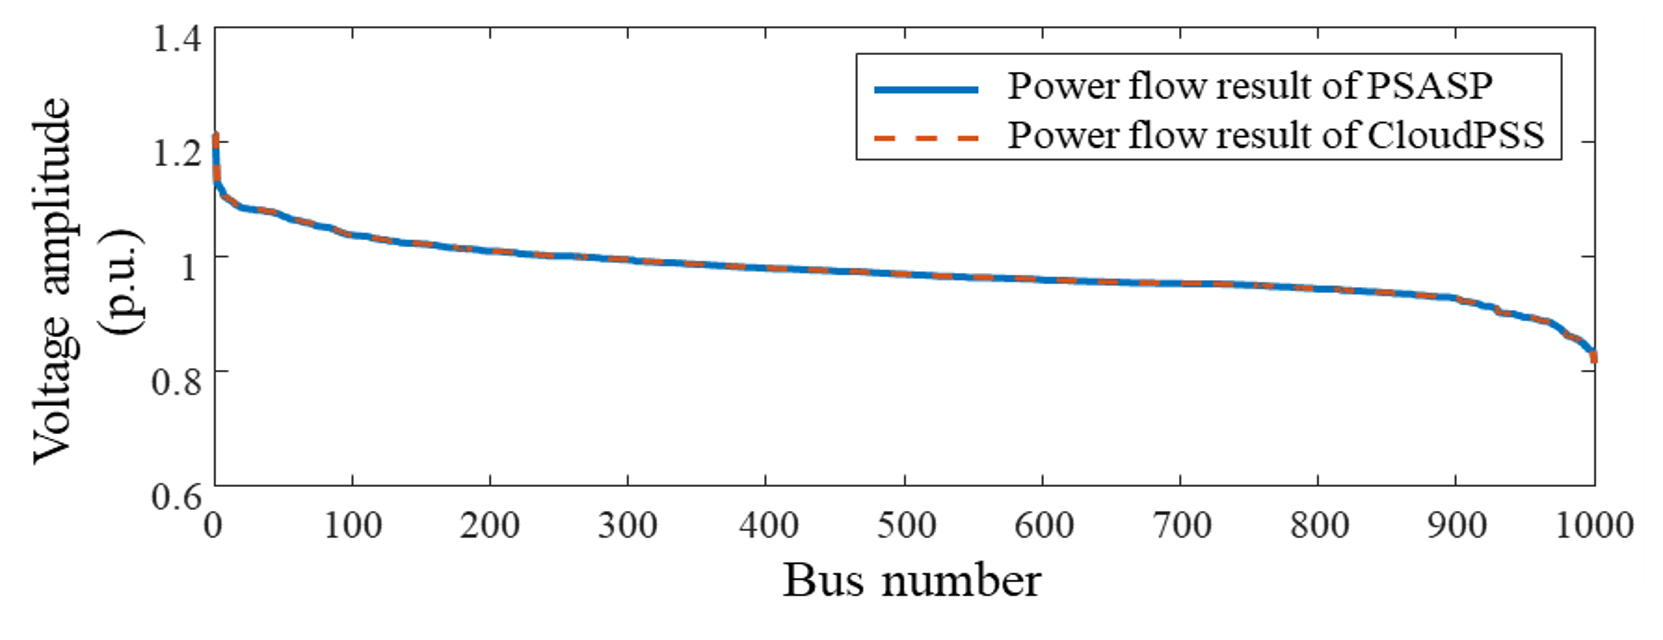 1.4
1.2
1
0.8
0.6
Voltage amplitude
(p.u.)
Power flow result of PSASP
Power flow result of CloudPSS
0 100 200 300 400 500 600 700 800 900 1000
Bus number